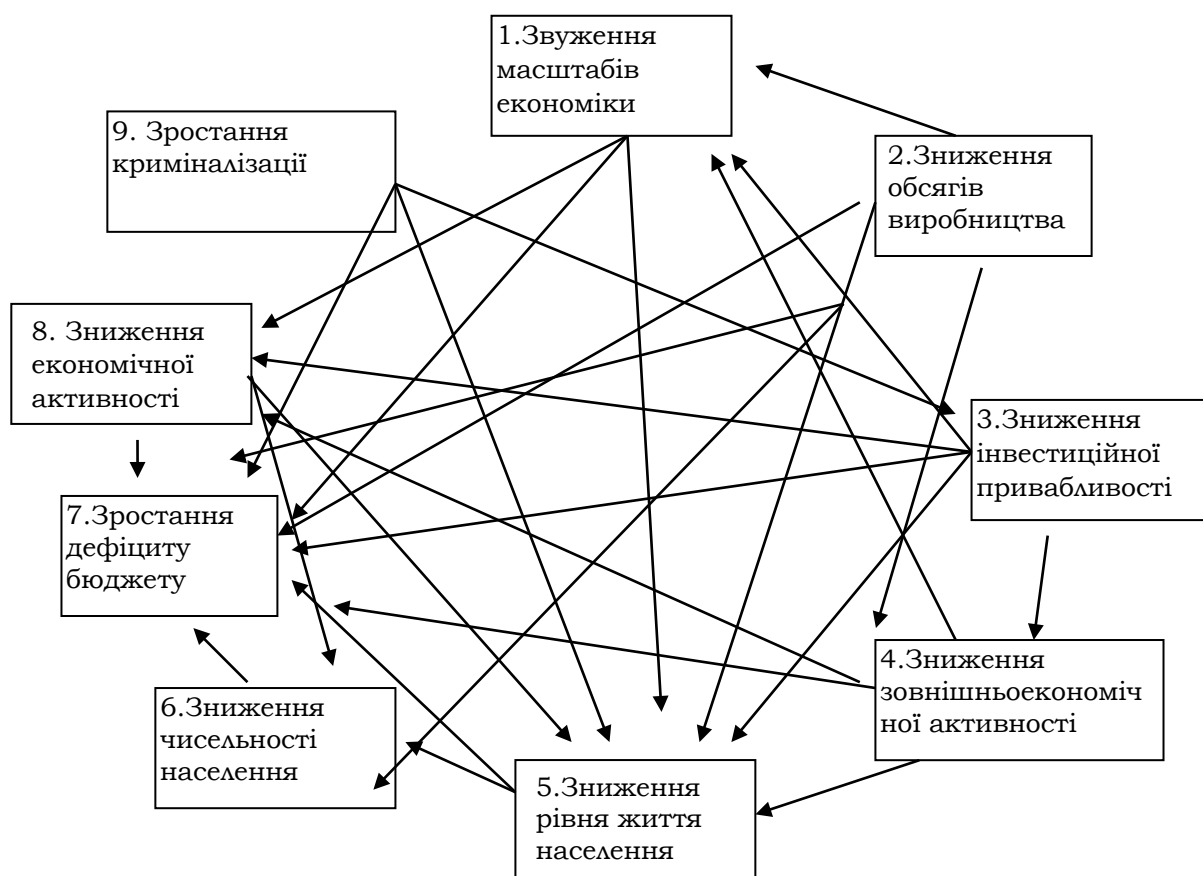 1.Звуження
масштабів
економіки
2.Зниження
обсягів
виробництва
3.Зниження
інвестиційної
привабливості
4.Зниження
зовнішньоекономіч
ної активності
5.Зниження
рівня життя
населення
6.Зниження
чисельності
населення
7.Зростання
дефіциту
бюджету
8. Зниження
економічної
активності
9. Зростання
криміналізації